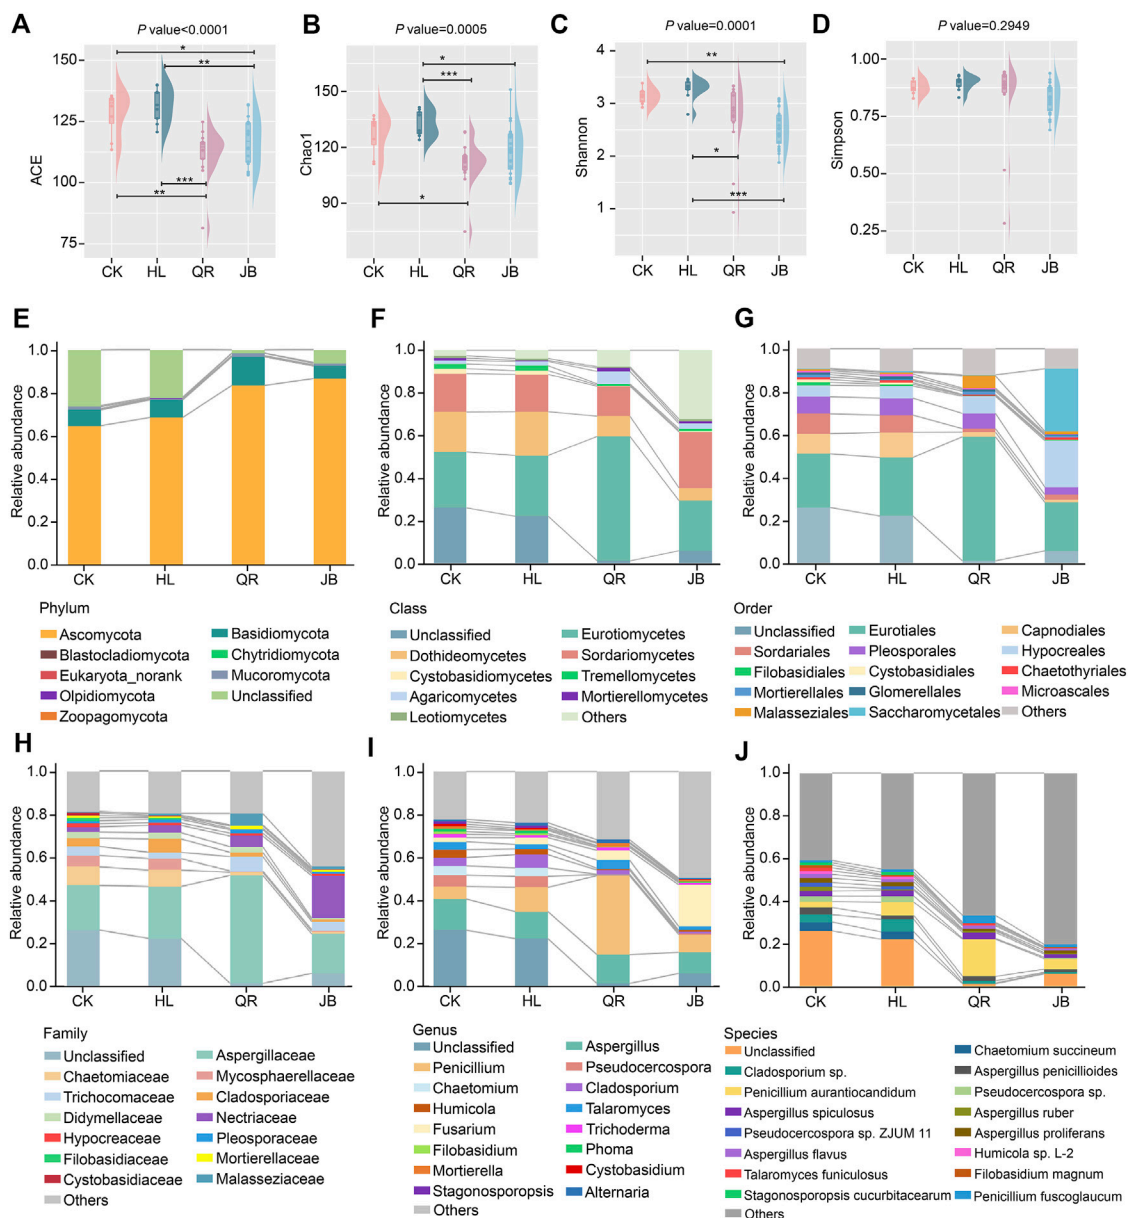 A
P value<0.0001
ACE
150
125
100
75
*
**
***
**
CK HL QR JB
B
P value=0.0005
Chao1
150
120
90
*
***
*
CK HL QR JB
C
P value=0.0001
Shannon
4
3
2
1
**
*
***
CK HL QR JB
D
P value=0.2949
Simpson
1.00
0.75
0.50
0.25
CK HL QR JB
E
Relative abundance
1.0
0.8
0.6
0.4
0.2
0.0
CK HL QR JB
Phylum
Ascomycota Basidiomycota
Blastocladiomycota Chytridiomycota
Eukaryota_norank Mucoromycota
Olpidiomycota Unclassified
Zoopagomycota
F
Relative abundance
1.0
0.8
0.6
0.4
0.2
0.0
CK HL QR JB
Class
Unclassified Eurotiomycetes
Dothideomycetes Sordariomycetes
Cystobasidiomycetes Tremellomycetes
Agaricomycetes Mortierellomycetes
Leotiomycetes Others
G
Relative abundance
1.0
0.8
0.6
0.4
0.2
0.0
CK HL QR JB
Order
Unclassified Eurotiales Capnodiales
Sordariales Pleosporales Hypocreales
Filobasidiales Cystobasidiales Chaetothyriales
Mortierellales Glomerellales Microascales
Malasseziales Saccharomycetales Others
H
Relative abundance
1.0
0.8
0.6
0.4
0.2
0.0
CK HL QR JB
Family
Unclassified Aspergillaceae
Chaetomiaceae Mycosphaerellaceae
Trichocomaceae Cladosporiaceae
Didymellaceae Nectriaceae
Hypocreaceae Pleosporaceae
Filobasidiaceae Mortierellaceae
Cystobasidiaceae Malasseziaceae
Others
I
Relative abundance
1.0
0.8
0.6
0.4
0.2
0.0
CK HL QR JB
Genus
Unclassified Aspergillus
Penicillium Pseudocercospora
Chaetomium Cladosporium
Humicola Talaromyces
Fusarium Trichoderma
Filobasidium Phoma
Mortierella Cystobasidium
Stagonosporopsis Alternaria
Others
J
Relative abundance
1.0
0.8
0.6
0.4
0.2
0.0
CK HL QR JB
Species
Unclassified Chaetomium succineum
Cladosporium sp. Aspergillus penicillioides
Penicillium aurantiocandidum Pseudocercospora sp.
Aspergillus spiculosus Aspergillus ruber
Pseudocercospora sp. ZJUM 11 Aspergillus proliferans
Aspergillus flavus Humicola sp. L-2
Talaromyces funiculosus Filobasidium magnum
Stagonosporopsis cucurbitacearum Penicillium fuscoglaucum
Others